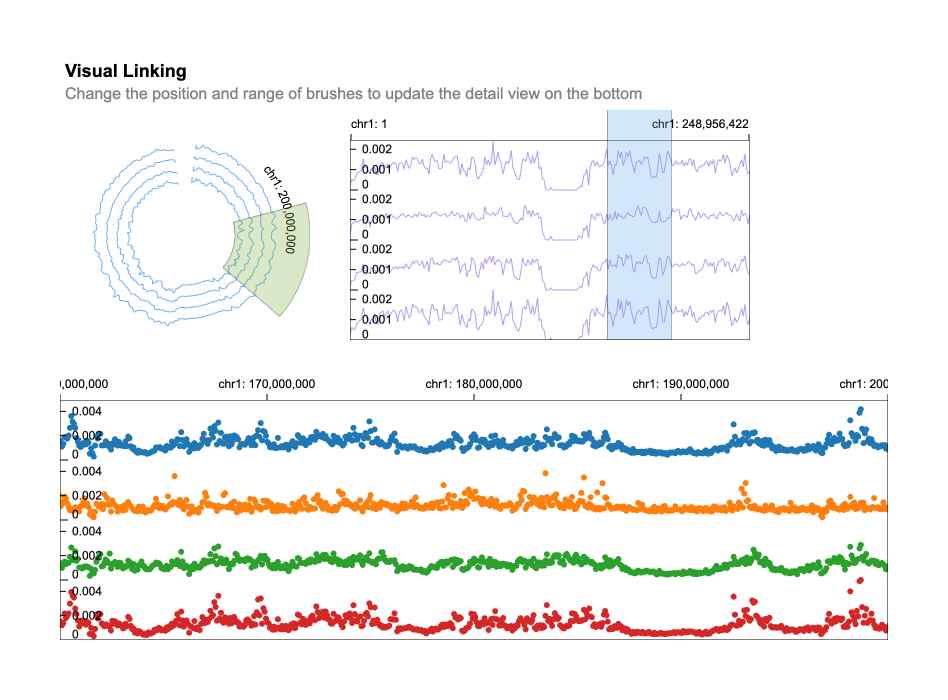 Visual Linking
Change the position and range of brushes to update the detail view on the bottom
chr1: 200,000,000
chr1: 1
chr1: 248,956,422
0.002
0.001
0
0.002
0.001
0
0.002
0.001
0
0.002
0.001
0
),000,000
chr1: 170,000,000
chr1: 180,000,000
chr1: 190,000,000
chr1: 200
0.004
0.002
0
0.004
0.002
0
0.004
0.002
0
0.004
0.002
0